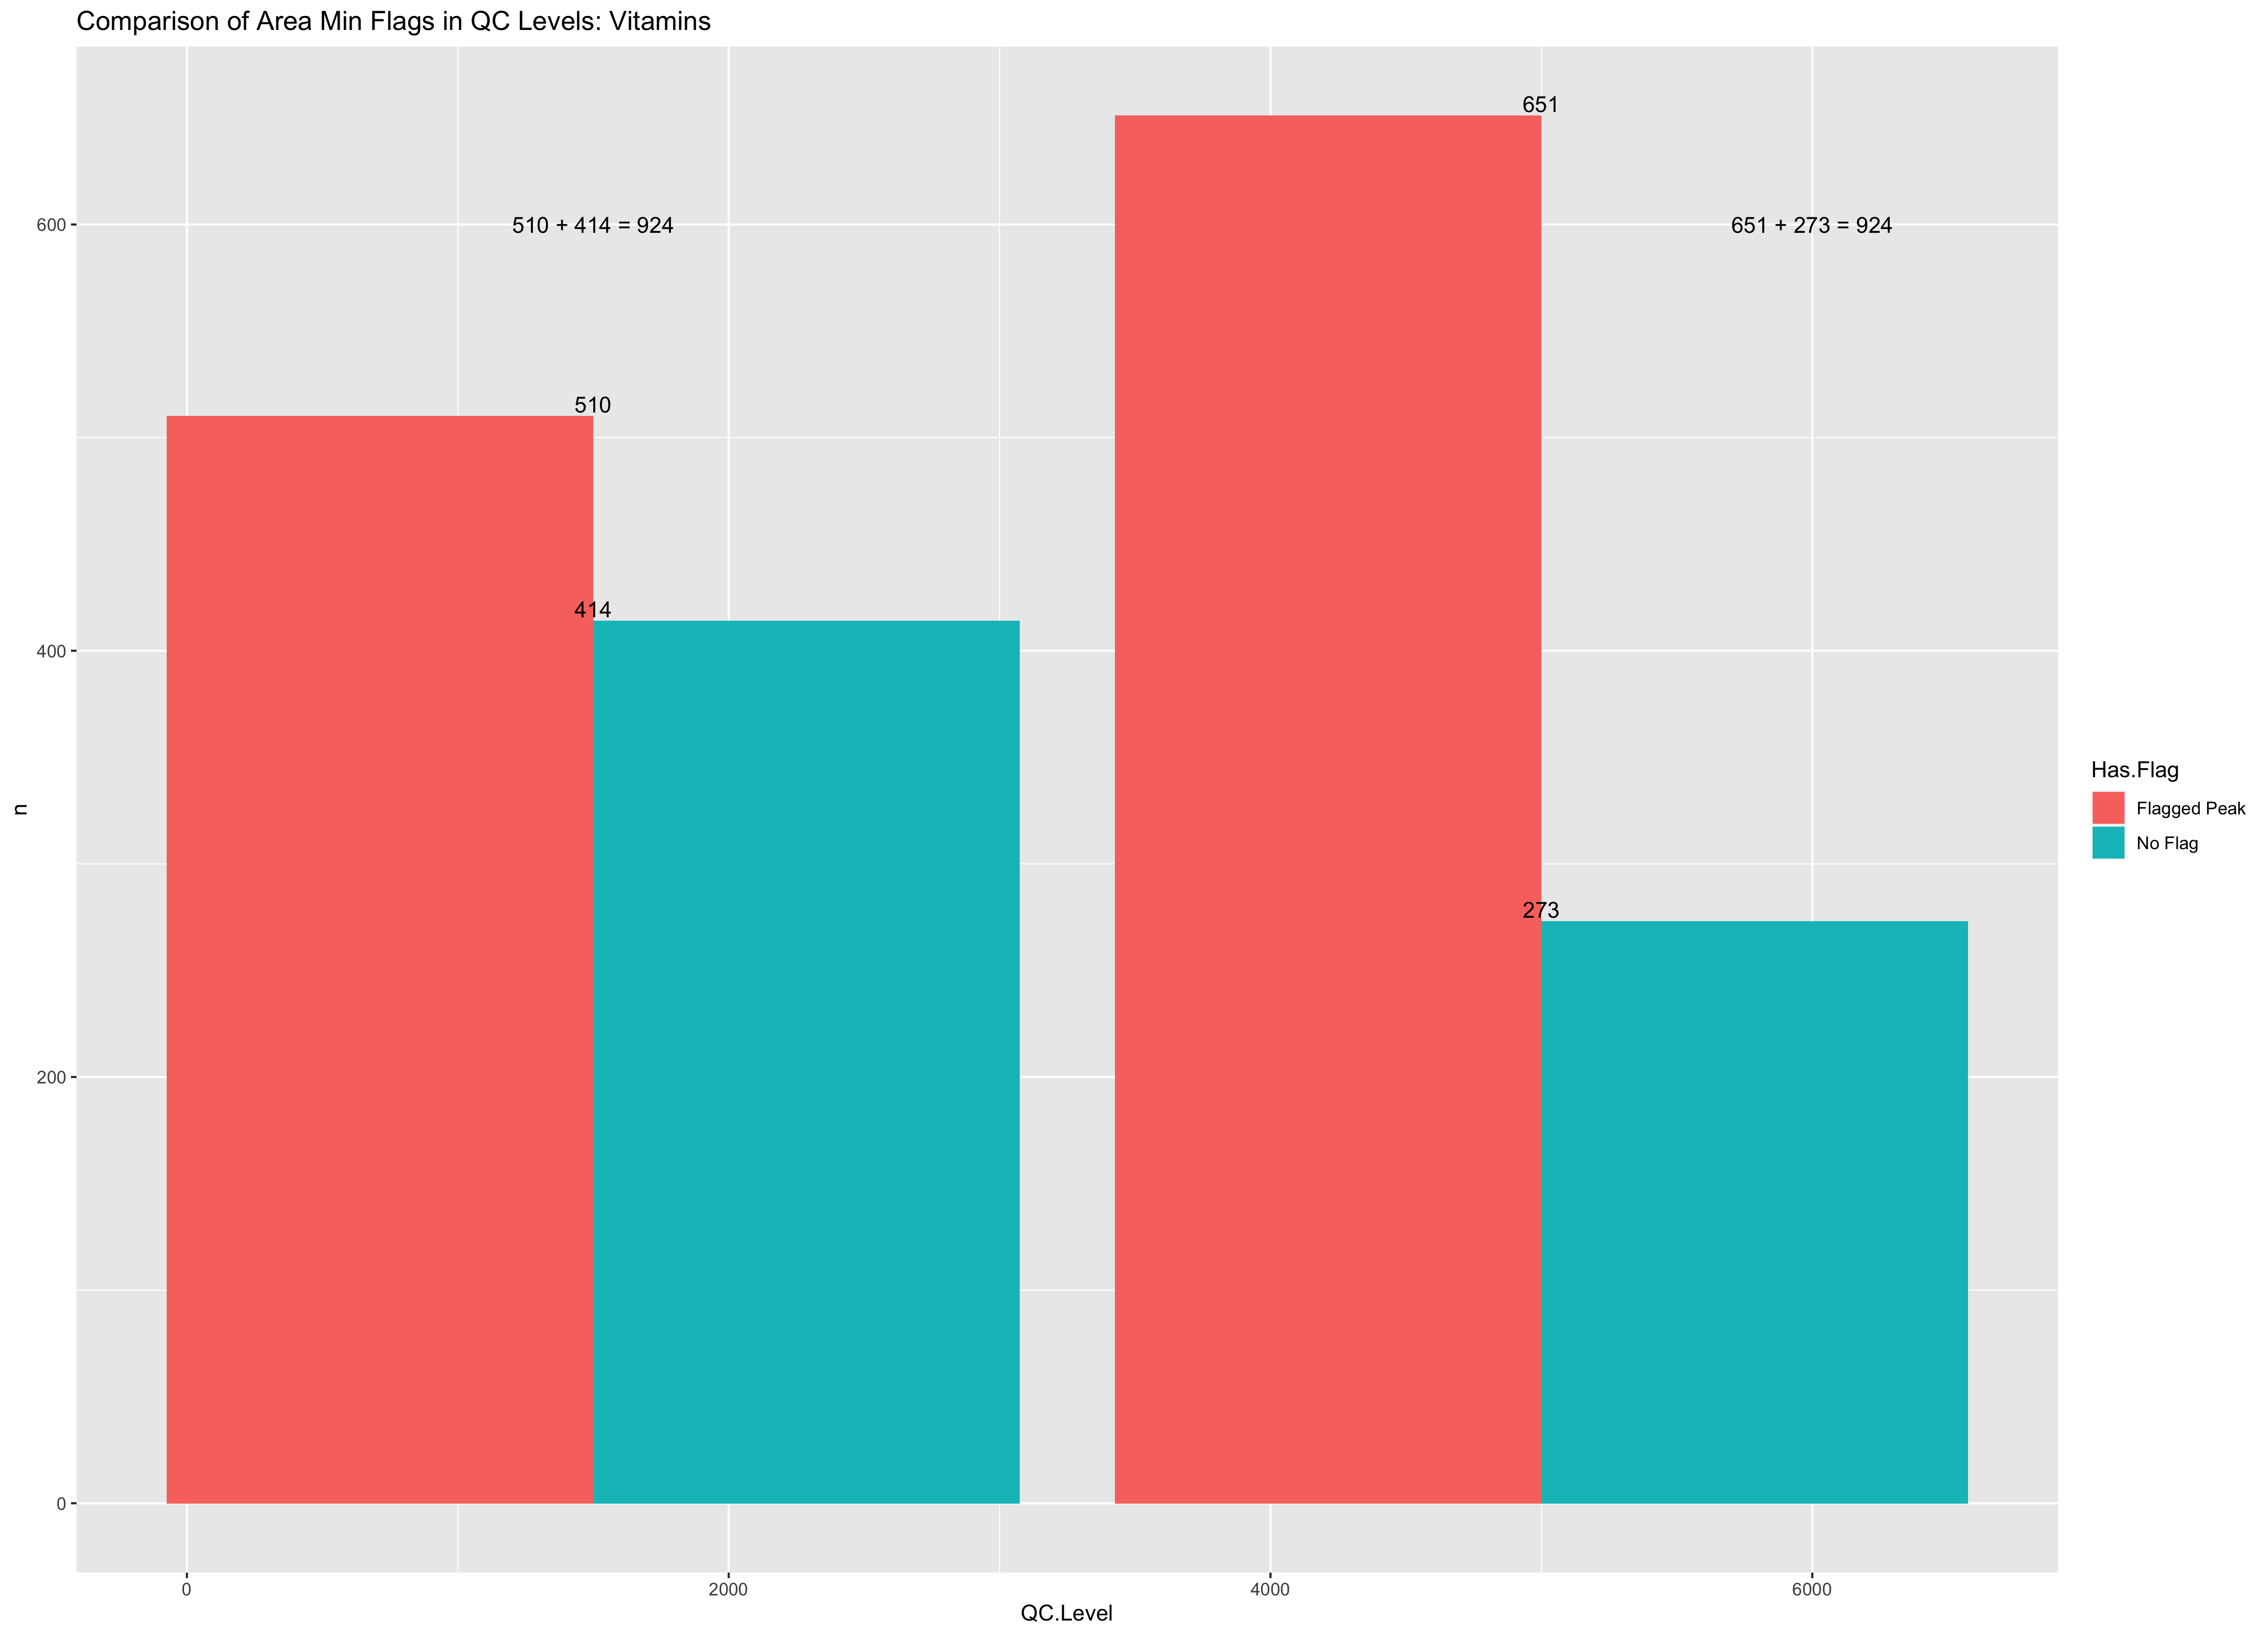 Comparison of Area Min Flags in QC Levels: Vitamins
651
510 + 414 = 924
651 + 273 = 924
510
414
273
600
400
200
0
n
0
2000
4000
6000
QC.Level
Has.Flag
Flagged Peak
No Flag